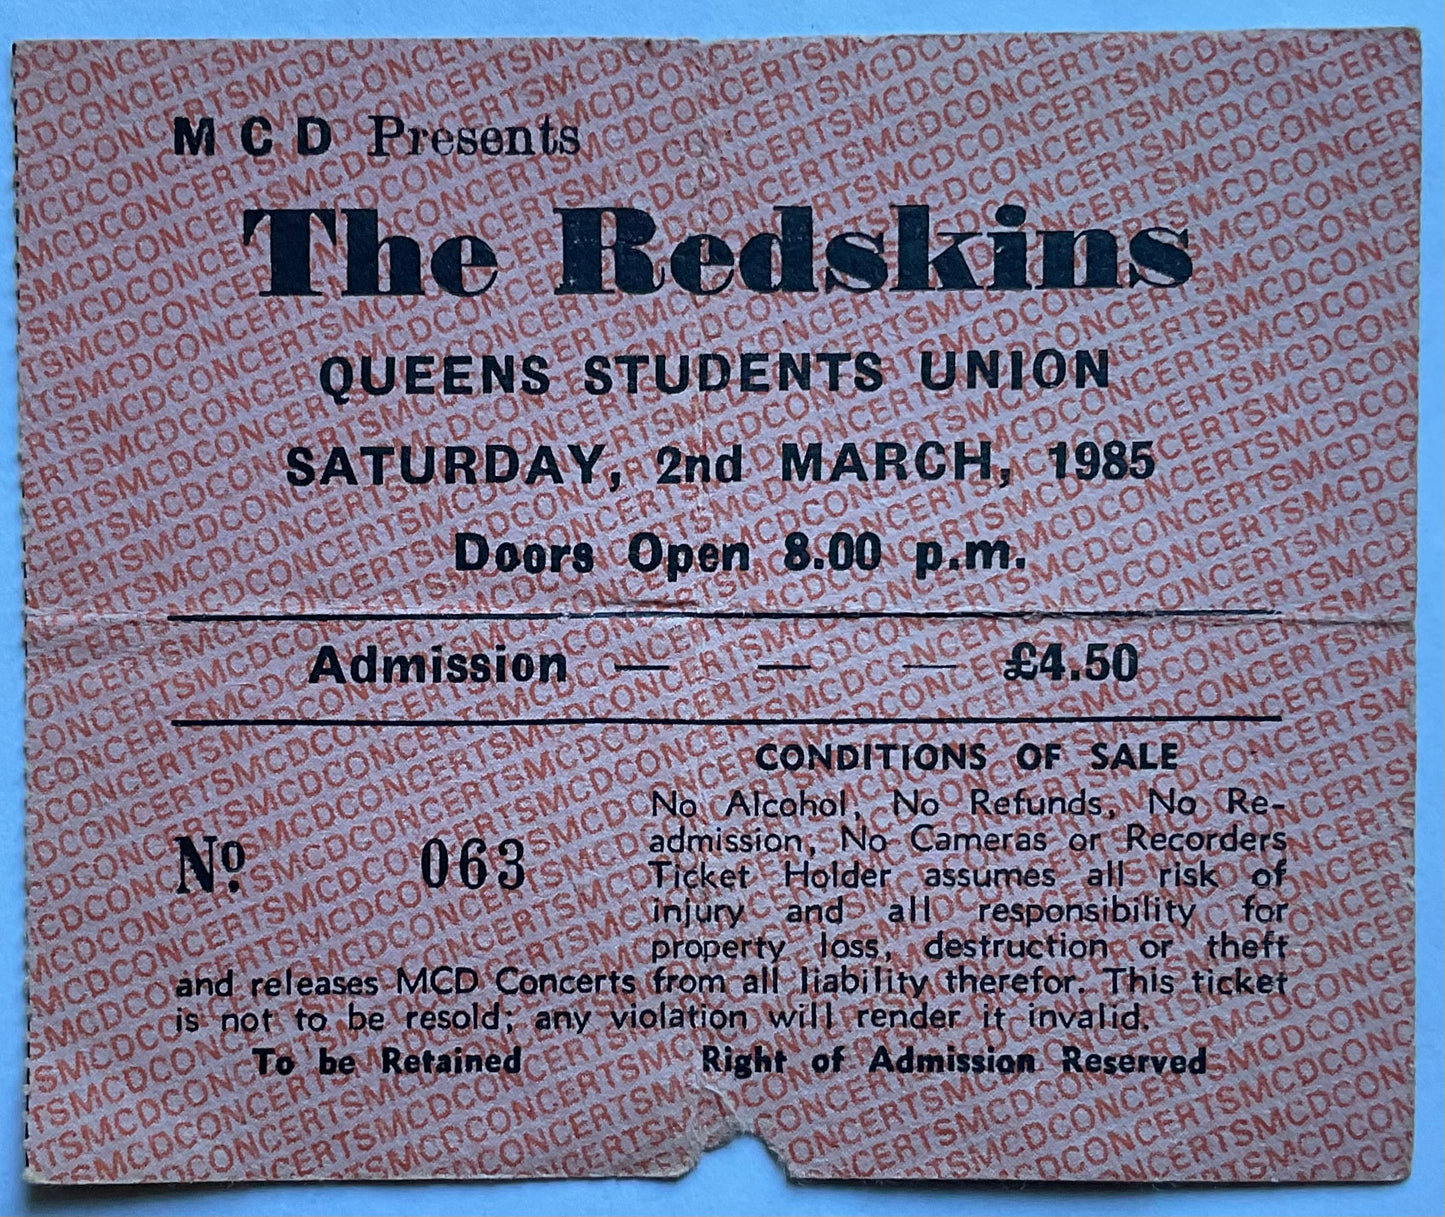 MCD Presents
The Redskins
QUEENS STUDENTS UNION
SATURDAY, 2nd MARCH, 1985
Doors Open 8.00 p.m.
Admission — — — £4.50
CONDITIONS OF SALE
No Alcohol, No Refunds, No Re-
admission, No Cameras or Recorders
Ticket Holder assumes all risk of
injury and all responsibility for
property loss, destruction or theft
and releases MCD Concerts from all liability therefor. This ticket
is not to be resold; any violation will render it invalid.
Nº. 063
To be Retained Right of Admission Reserved